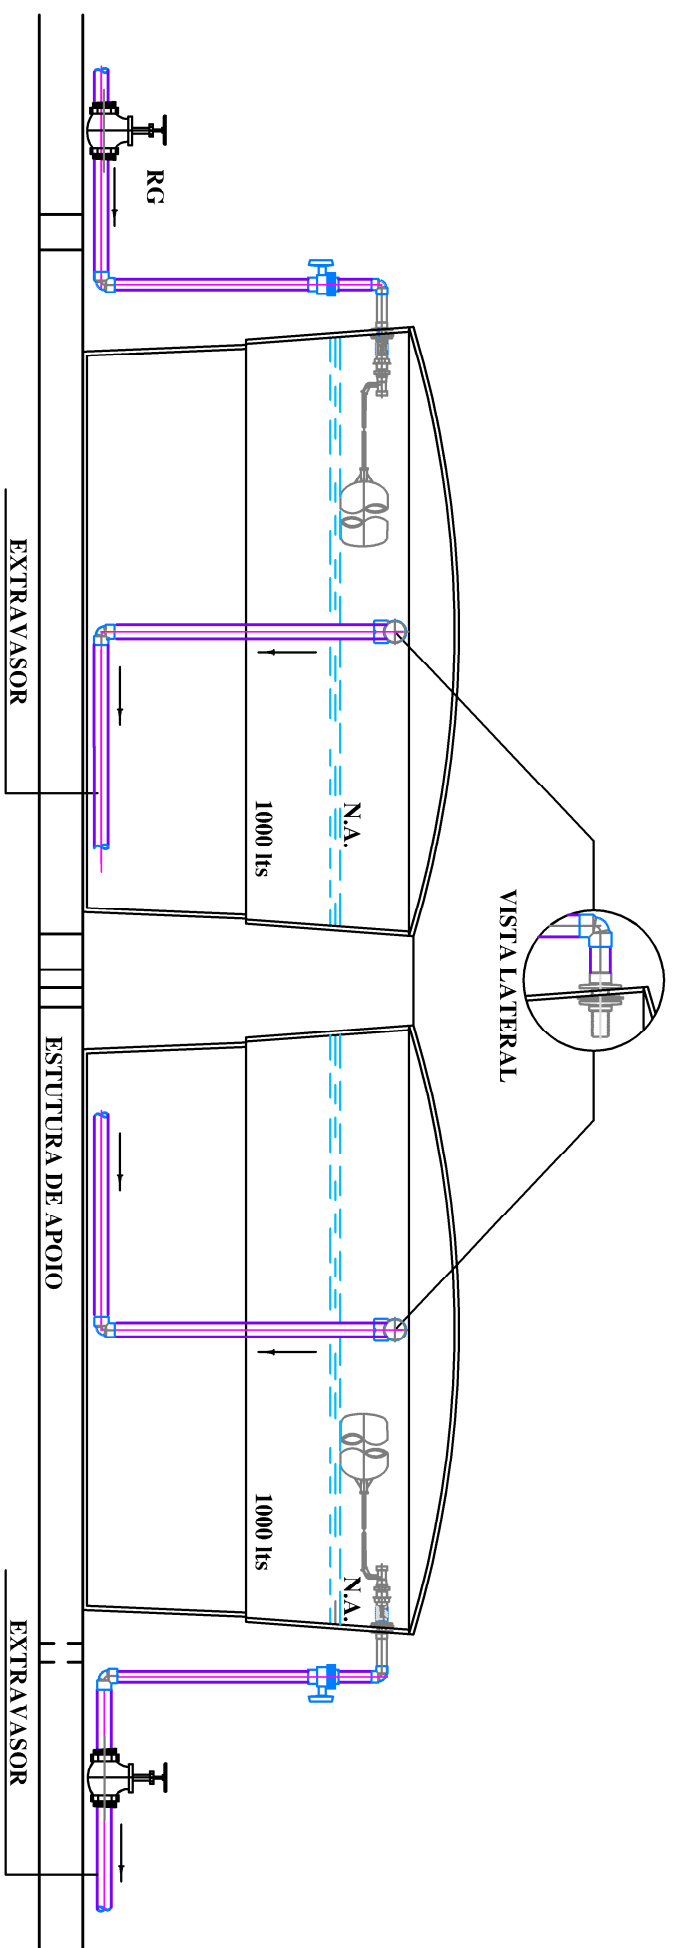 VISTA LATERAL
RG
N.A.
1000 lts
N.A.
1000 lts
ESTUTURA DE APOIO
EXTRAVASOR
EXTRAVASOR